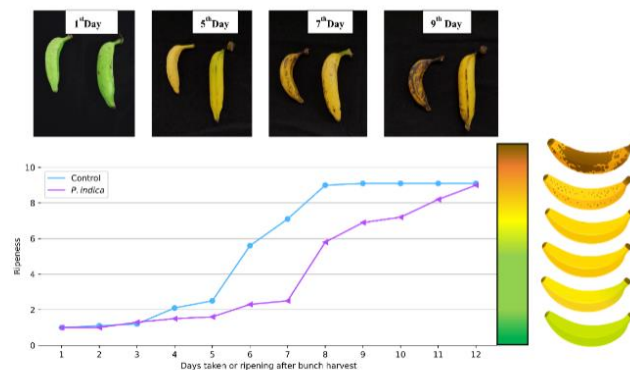 1st Day
5th Day
7th Day
9th Day
10
8
6
4
2
0
Control
P. indica
Ripeness
1 2 3 4 5 6 7 8 9 10 11 12
Days taken or ripening after bunch harvest